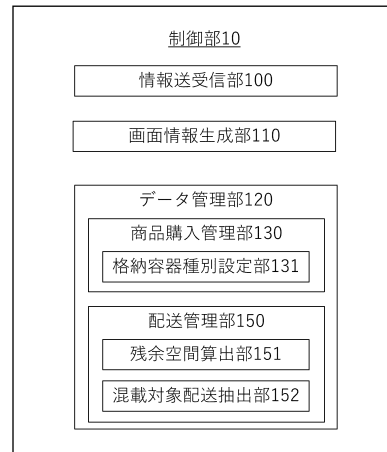 制御部10
情報送受信部100
画面情報生成部110
データ管理部120
商品購入管理部130
格納容器種別設定部131
配送管理部150
残余空間算出部151
混載対象配送抽出部152